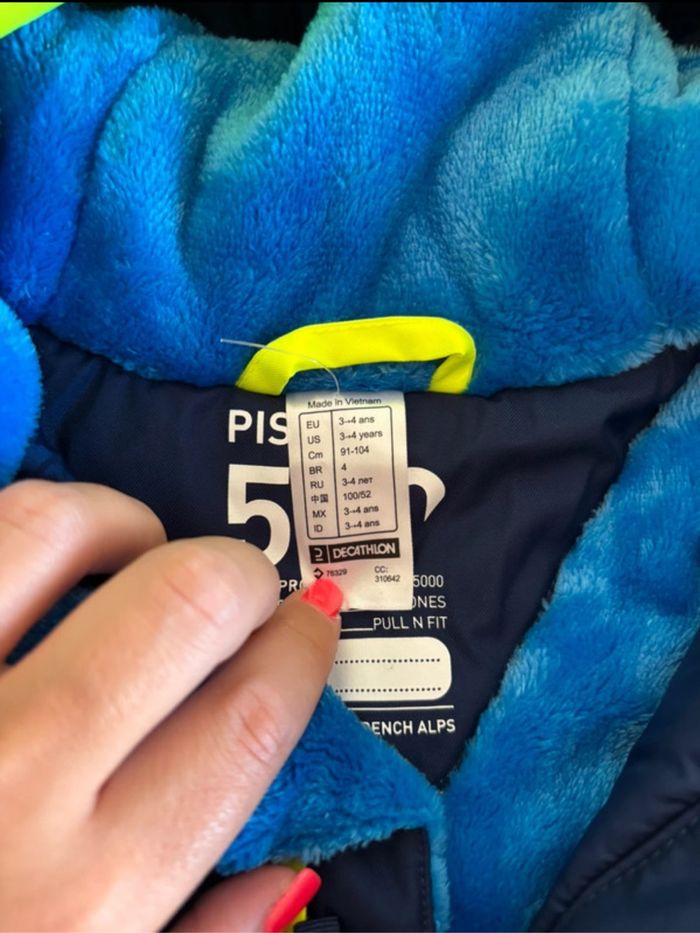 Made in Vietnam
EU 3→4 ans
US 3→4 years
Cm 91-104
BR 4
RU 3-4 лет
中国 100/52
MX 3→4 ans
ID 3→4 ans
DECATHLON
76329 CC: 310642
PIS
5
PRO 5000
ONES
PULL N FIT
ENCH ALPS